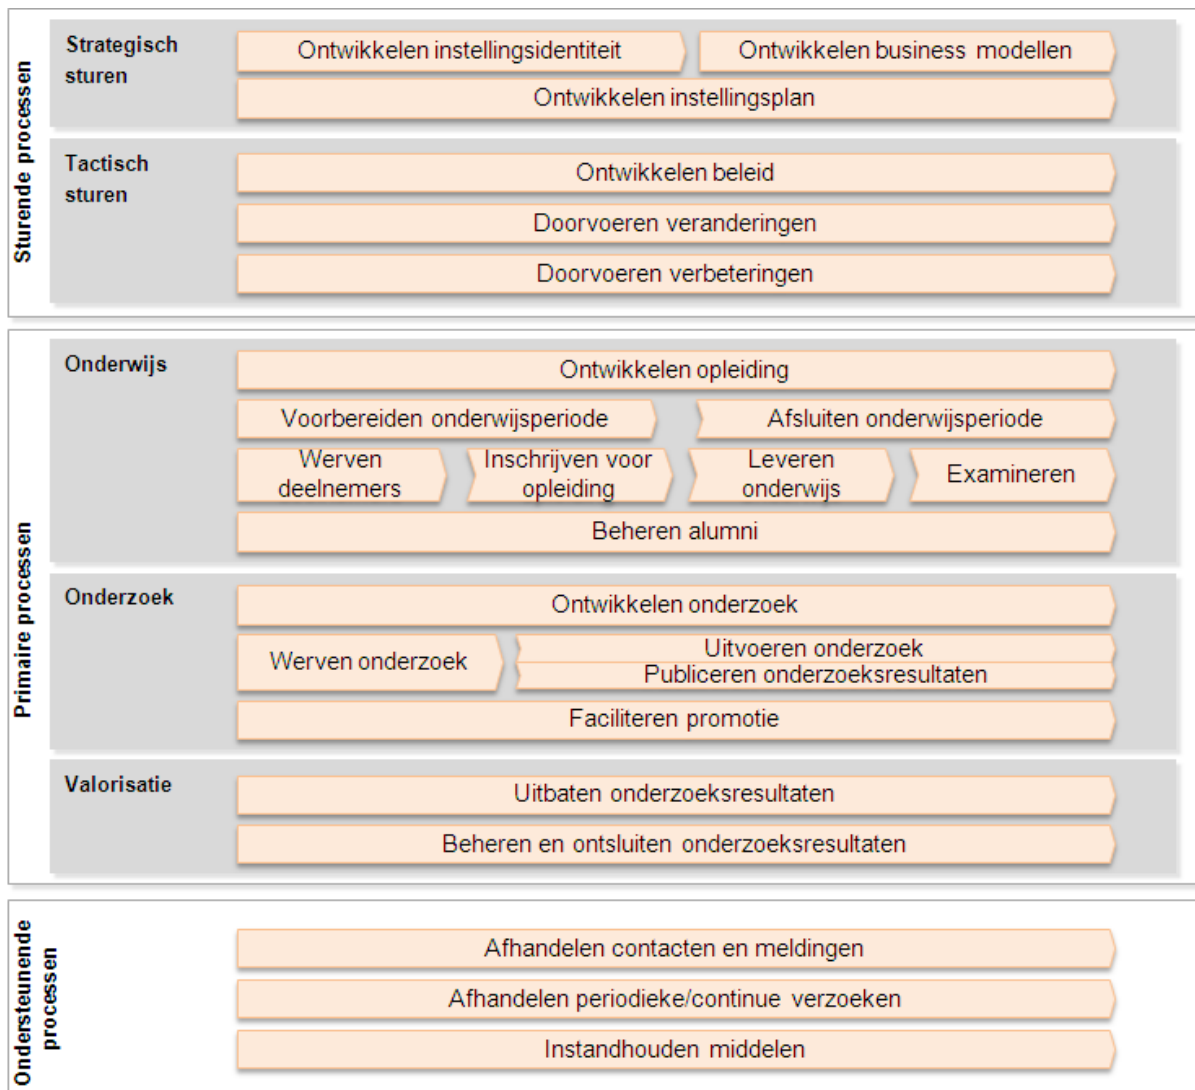 Sturende processen
Strategisch
sturen
Ontwikkelen instellingsidentiteit
Ontwikkelen business modellen
Ontwikkelen instellingsplan
Tactisch
sturen
Ontwikkelen beleid
Doorvoeren veranderingen
Doorvoeren verbeteringen
Primaire processen
Onderwijs
Ontwikkelen opleiding
Voorbereiden onderwijsperiode
Afsluiten onderwijsperiode
Werven
deelnemers
Inschrijven voor
opleiding
Leveren
onderwijs
Examineren
Beheren alumni
Onderzoek
Ontwikkelen onderzoek
Werven onderzoek
Uitvoeren onderzoek
Publiceren onderzoeksresultaten
Faciliteren promotie
Valorisatie
Uitbaten onderzoeksresultaten
Beheren en ontsluiten onderzoeksresultaten
Ondersteunende
processen
Afhandelen contacten en meldingen
Afhandelen periodieke/continue verzoeken
Instandhouden middelen